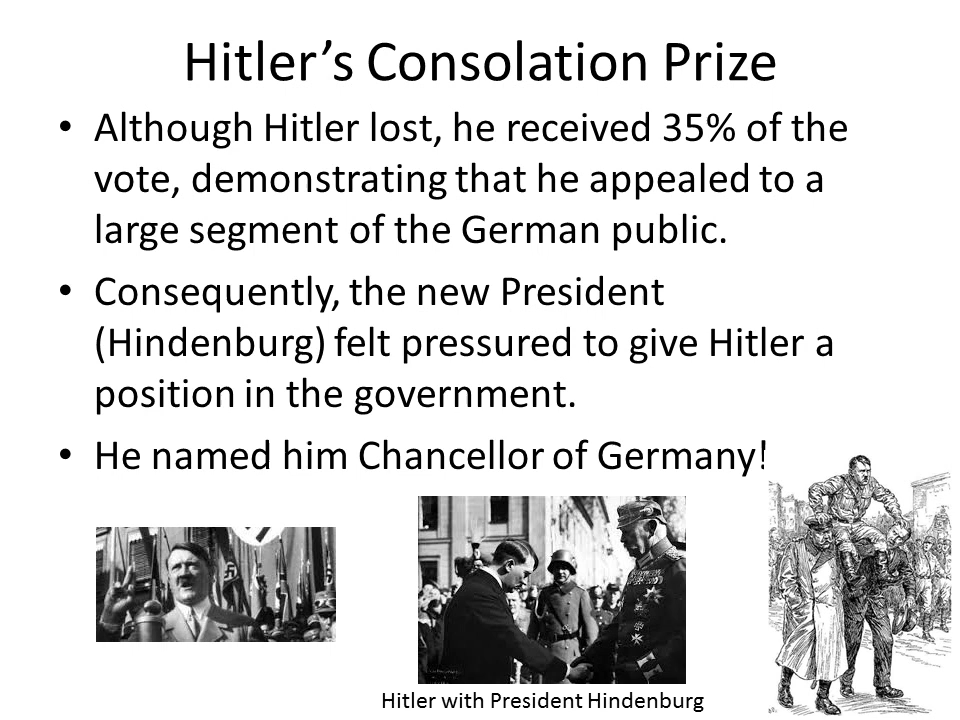 Hitler’s Consolation Prize
• Although Hitler lost, he received 35% of the
vote, demonstrating that he appealed to a
large segment of the German public.
• Consequently, the new President
(Hindenburg) felt pressured to give Hitler a
position in the government.
• He named him Chancellor of Germany!
Hitler with President Hindenburg